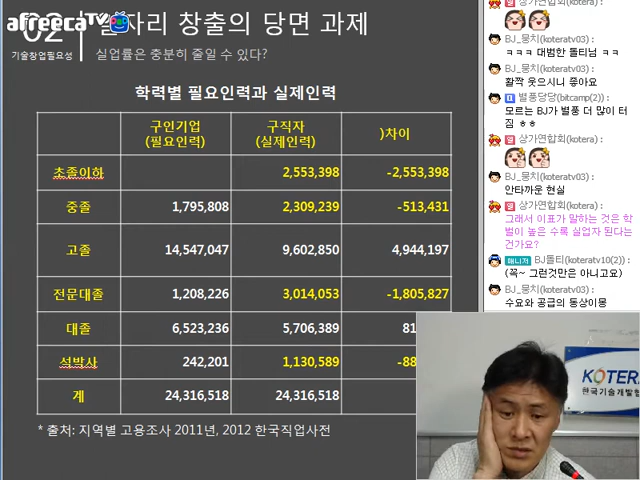 afreecaTV
02
일자리 창출의 당면 과제
기술창업필요성
실업률은 충분히 줄일 수 있다?
학력별 필요인력과 실제인력
구인기업
(필요인력)
구직자
(실제인력)
)차이
초졸이하 2,553,398 -2,553,398
중졸 1,795,808 2,309,239 -513,431
고졸 14,547,047 9,602,850 4,944,197
전문대졸 1,208,226 3,014,053 -1,805,827
대졸 6,523,236 5,706,389 81
석박사 242,201 1,130,589 -88
계 24,316,518 24,316,518
* 출처: 지역별 고용조사 2011년, 2012 한국직업사전
상가연합회(kotera)
BJ_뭉치(koteratv03):
ㅋㅋㅋ 대범한 돌티님 ㅋㅋ
BJ_뭉치(koteratv03):
활짝 웃으시니 좋아요
별풍당당(bitcamp(2)):
모르는 BJ가 별풍 더 많이 터
짐 ㅎㅎ
열 상가연합회(kotera):
BJ_뭉치(koteratv03):
안타까운 현실
열 상가연합회(kotera):
그래서 이표가 말하는 것은 학
벌이 높은 수록 실업자 된다는
건가요?
매니저 BJ돌티(koteratv10(2)):
(꼭~ 그런것만은 아니고요)
BJ_뭉치(koteratv03):
수요와 공급의 동상이몽
KOTER
한국기술개발협